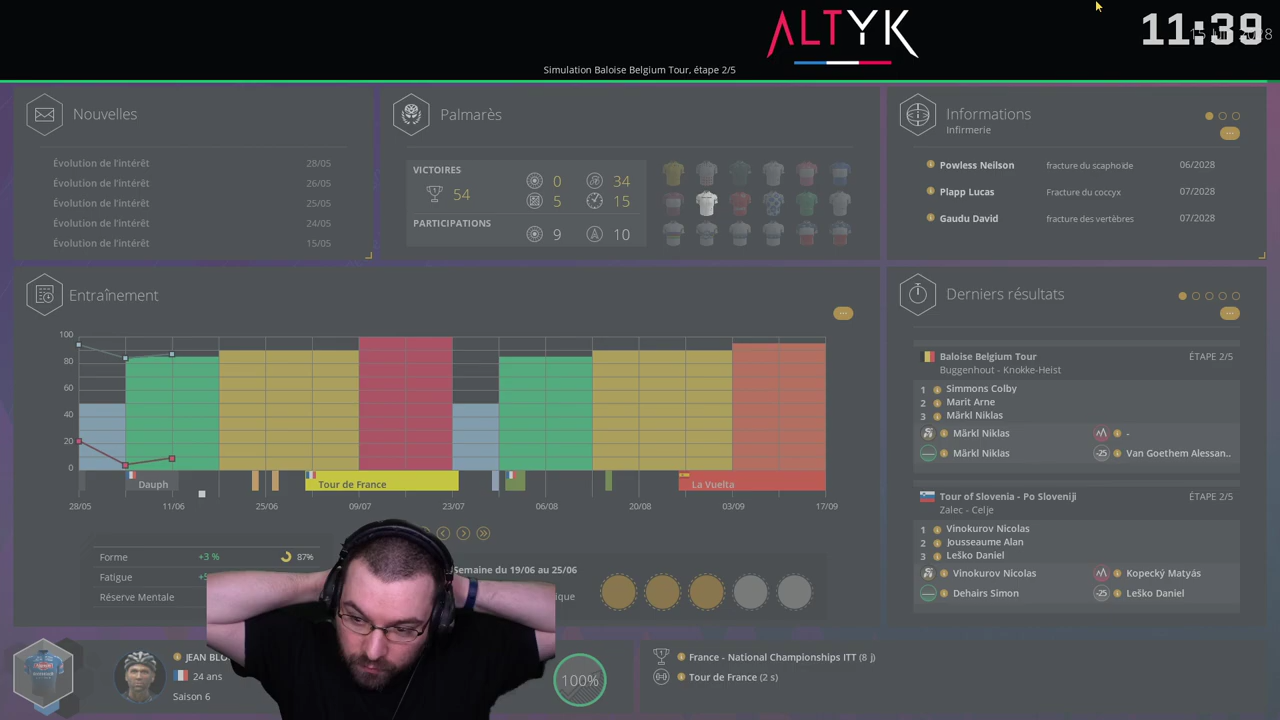 ALTYK
11:39
2028
Simulation Baloise Belgium Tour, étape 2/5
Nouvelles
Évolution de l'intérêt 28/05
Évolution de l'intérêt 26/05
Évolution de l'intérêt 25/05
Évolution de l'intérêt 24/05
Évolution de l'intérêt 15/05
Palmarès
VICTOIRES
54
0 34
5 15
PARTICIPATIONS
9 10
Informations
Infirmerie
Powless Neilson fracture du scaphoïde 06/2028
Plapp Lucas Fracture du coccyx 07/2028
Gaudu David fracture des vertèbres 07/2028
Entraînement
100
80
60
40
20
0
Dauph
Tour de France
La Vuelta
28/05 11/06 25/06 09/07 23/07 06/08 20/08 03/09 17/09
Forme +3 % 87%
Fatigue
Réserve Mentale
Semaine du 19/06 au 25/06
Derniers résultats
Baloise Belgium Tour ÉTAPE 2/5
Buggenhout - Knokke-Heist
1 Simmons Colby
2 Marit Arne
3 Märkl Niklas
Märkl Niklas -
Märkl Niklas -25 Van Goethem Alessan..
Tour of Slovenia - Po Sloveniji ÉTAPE 2/5
Zalec - Celje
1 Vinokurov Nicolas
2 Jousseaume Alan
3 Leško Daniel
Vinokurov Nicolas Kopecký Matyás
Dehairs Simon -25 Leško Daniel
JEAN BLO
24 ans
Saison 6
100%
France - National Championships ITT (8 j)
Tour de France (2 s)